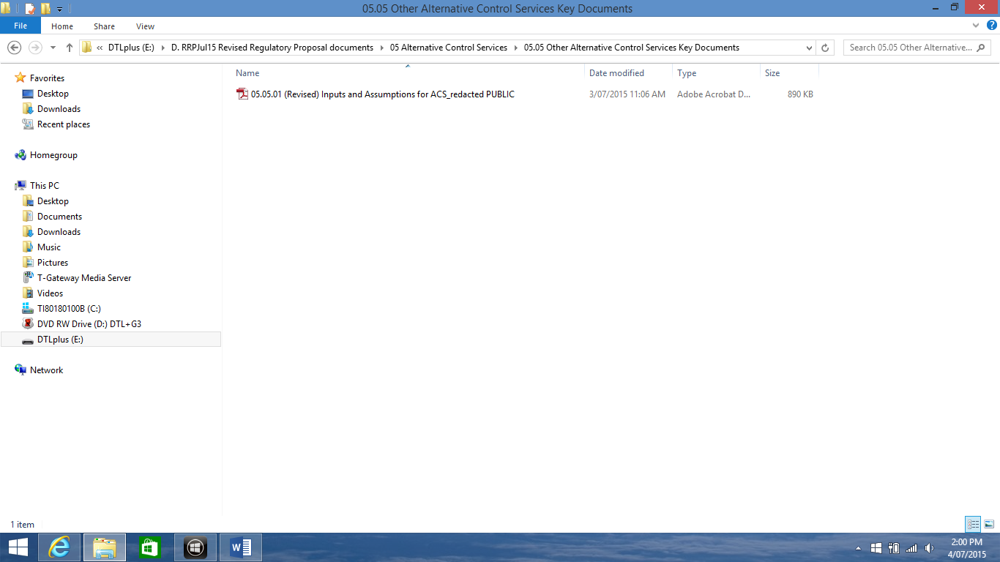 05.05 Other Alternative Control Services Key Documents
File Home Share View
« DTLplus (E:) D. RRPJul15 Revised Regulatory Proposal documents 05 Alternative Control Services 05.05 Other Alternative Control Services Key Documents Search 05.05 Other Alternative...
Favorites
Desktop
Downloads
Recent places
Homegroup
This PC
Desktop
Documents
Downloads
Music
Pictures
T-Gateway Media Server
Videos
TI80180100B (C:)
DVD RW Drive (D:) DTL+G3
DTLplus (E:)
Network
Name Date modified Type Size
05.05.01 (Revised) Inputs and Assumptions for ACS_redacted PUBLIC 3/07/2015 11:06 AM Adobe Acrobat D... 890 KB
1 item
2:00 PM
4/07/2015